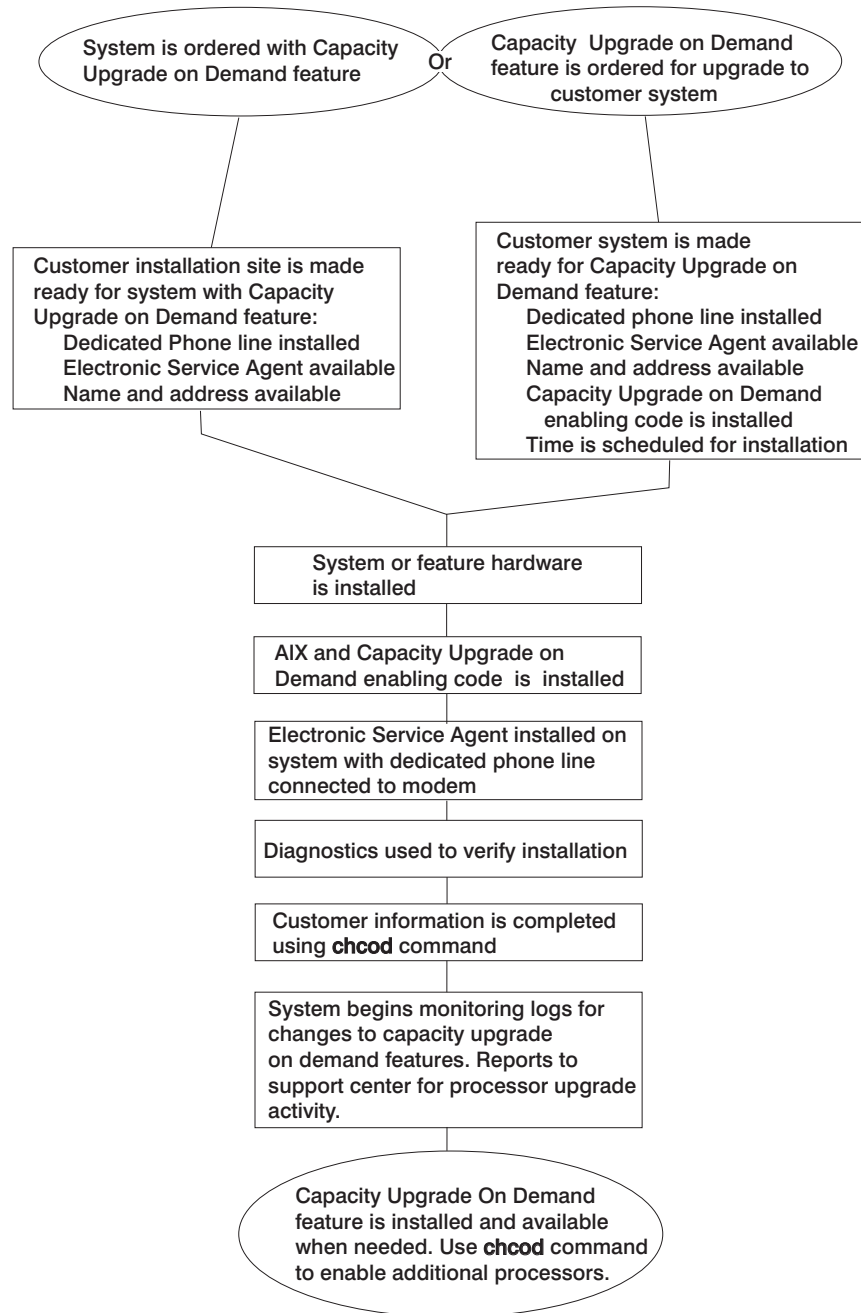 System is ordered with Capacity
Upgrade on Demand feature
Or
Capacity Upgrade on Demand
feature is ordered for upgrade to
customer system
Customer installation site is made
ready for system with Capacity
Upgrade on Demand feature:
Dedicated Phone line installed
Electronic Service Agent available
Name and address available
Customer system is made
ready for Capacity Upgrade on
Demand feature:
Dedicated phone line installed
Electronic Service Agent available
Name and address available
Capacity Upgrade on Demand
enabling code is installed
Time is scheduled for installation
System or feature hardware
is installed
AIX and Capacity Upgrade on
Demand enabling code is installed
Electronic Service Agent installed on
system with dedicated phone line
connected to modem
Diagnostics used to verify installation
Customer information is completed
using chcod command
System begins monitoring logs for
changes to capacity upgrade
on demand features. Reports to
support center for processor upgrade
activity.
Capacity Upgrade On Demand
feature is installed and available
when needed. Use chcod command
to enable additional processors.